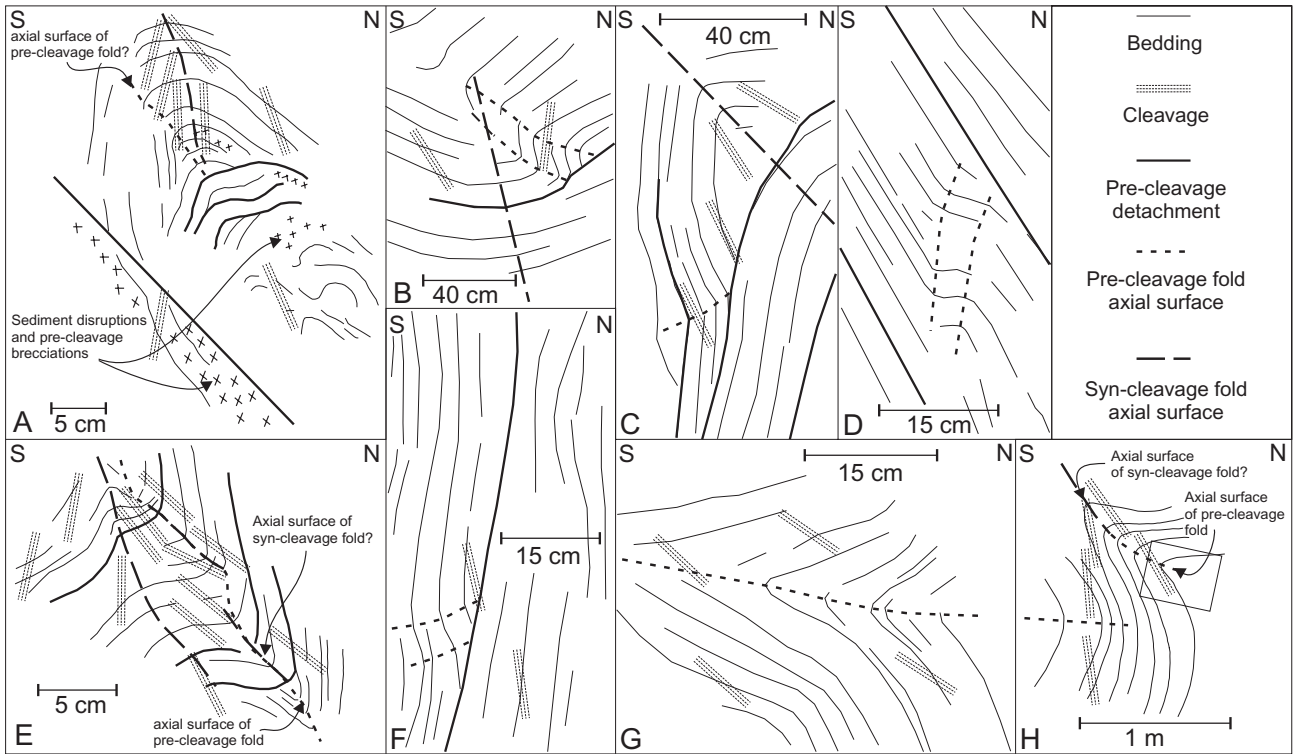 S N
axial surface of
pre-cleavage fold?
Sediment disruptions
and pre-cleavage
brecciations
A
5 cm
S N
B
40 cm
S N
40 cm
C
S N
D
15 cm
Bedding
Cleavage
Pre-cleavage
detachment
Pre-cleavage fold
axial surface
Syn-cleavage fold
axial surface
S N
Axial surface of
syn-cleavage fold?
5 cm
axial surface of
pre-cleavage fold
E
S N
15 cm
F
S N
15 cm
G
S N
Axial surface
of syn-cleavage fold?
Axial surface
of pre-cleavage
fold
H
1 m